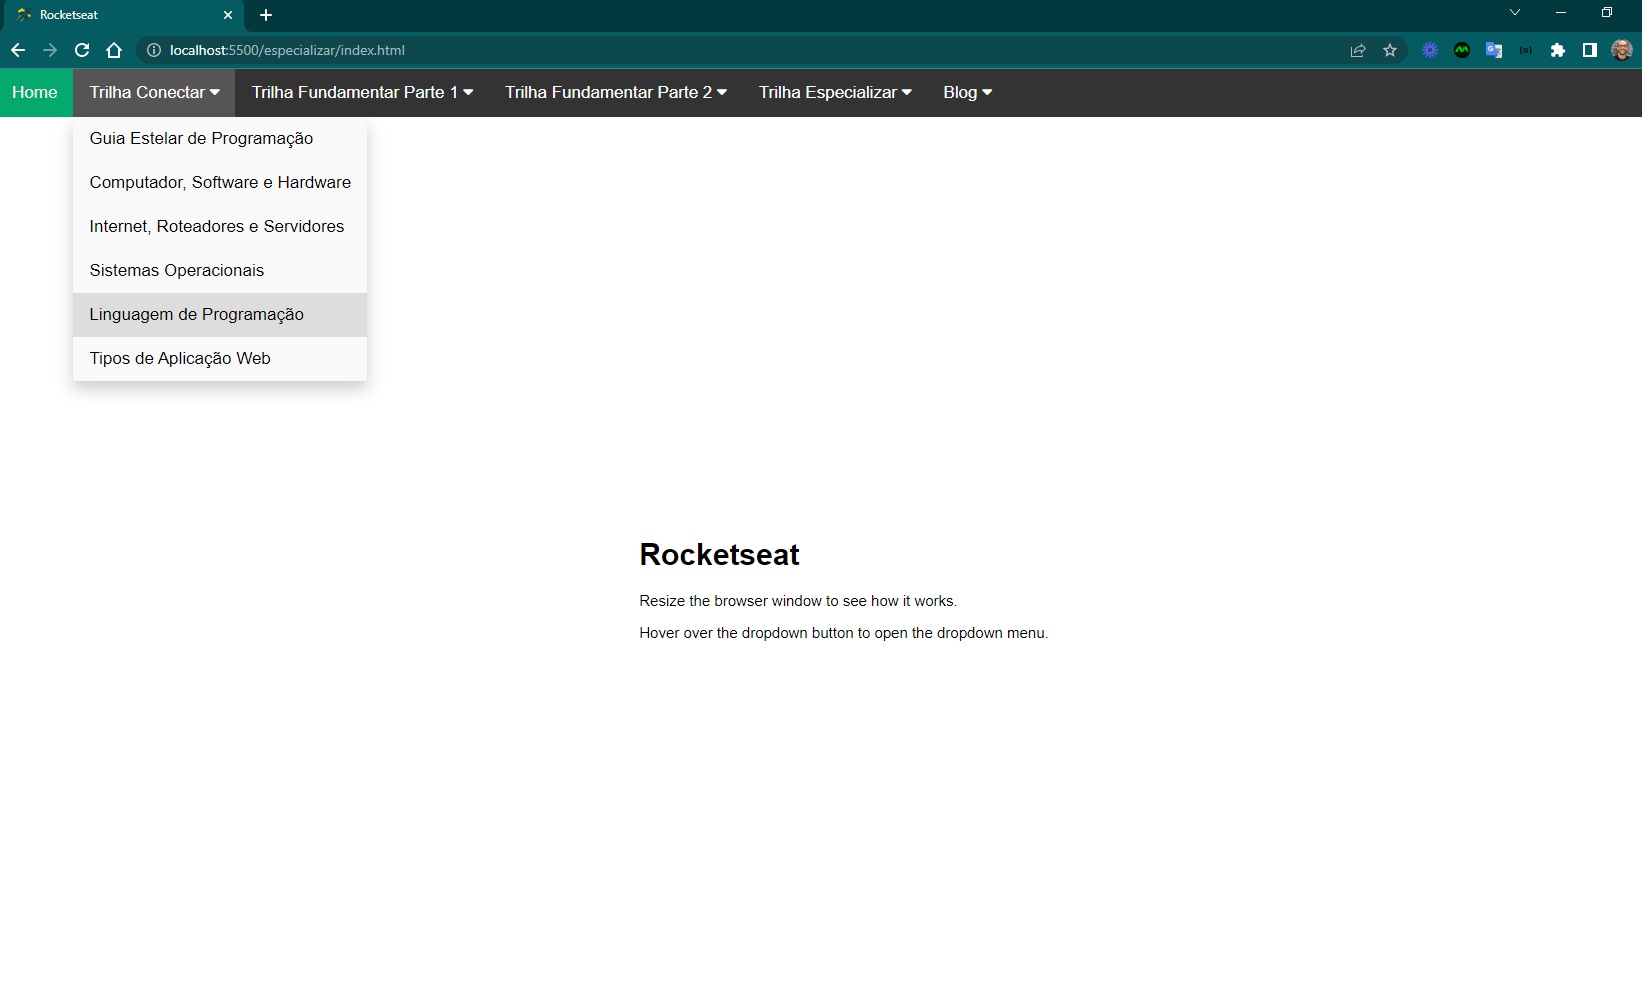 Rocketseat
localhost:5500/especializar/index.html
Home Trilha Conectar Trilha Fundamentar Parte 1 Trilha Fundamentar Parte 2 Trilha Especializar Blog
Guia Estelar de Programação
Computador, Software e Hardware
Internet, Roteadores e Servidores
Sistemas Operacionais
Linguagem de Programação
Tipos de Aplicação Web
Rocketseat
Resize the browser window to see how it works.
Hover over the dropdown button to open the dropdown menu.